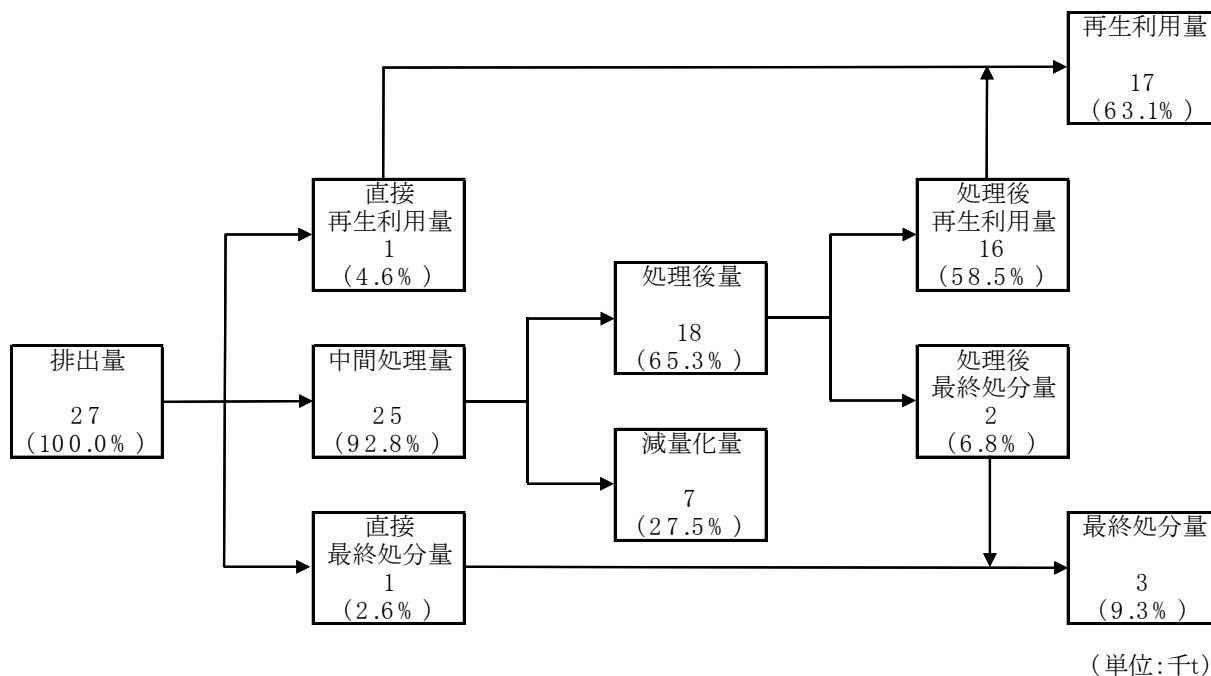 再生利用量
17
(63.1%)
直接
再生利用量
1
(4.6%)
処理後
再生利用量
16
(58.5%)
処理後量
18
(65.3%)
排出量
27
(100.0%)
中間処理量
25
(92.8%)
処理後
最終処分量
2
(6.8%)
減量化量
7
(27.5%)
直接
最終処分量
1
(2.6%)
最終処分量
3
(9.3%)
(単位:千t)